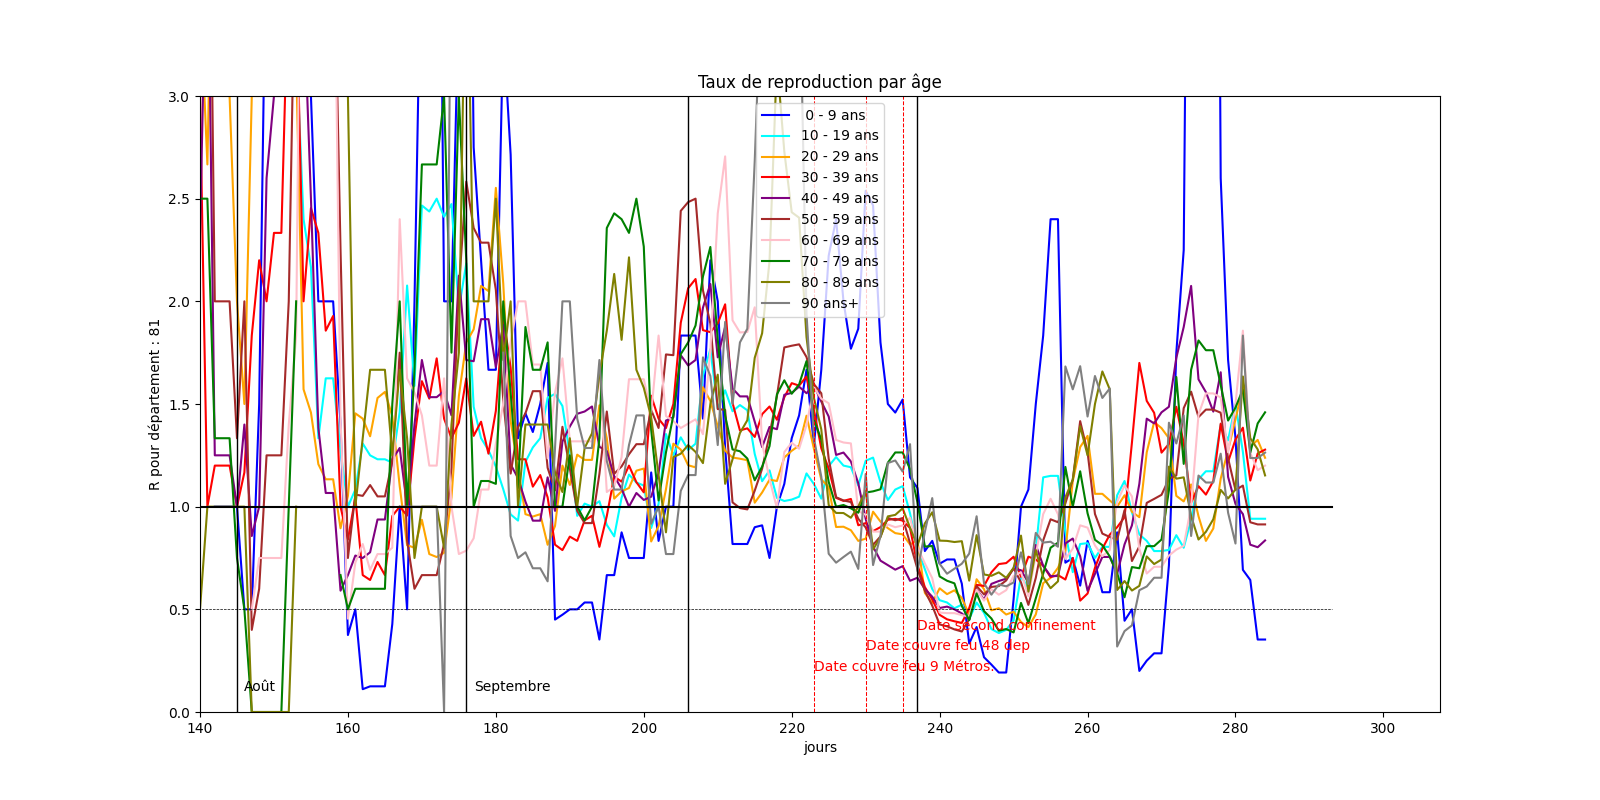 Taux de reproduction par âge
R pour département : 81
3.0
2.5
2.0
1.5
1.0
0.5
0.0
0 - 9 ans
10 - 19 ans
20 - 29 ans
30 - 39 ans
40 - 49 ans
50 - 59 ans
60 - 69 ans
70 - 79 ans
80 - 89 ans
90 ans+
Date second confinement
Date couvre feu 48 dep
Date couvre feu 9 Métros.
Août
Septembre
140 160 180 200 220 240 260 280 300
jours